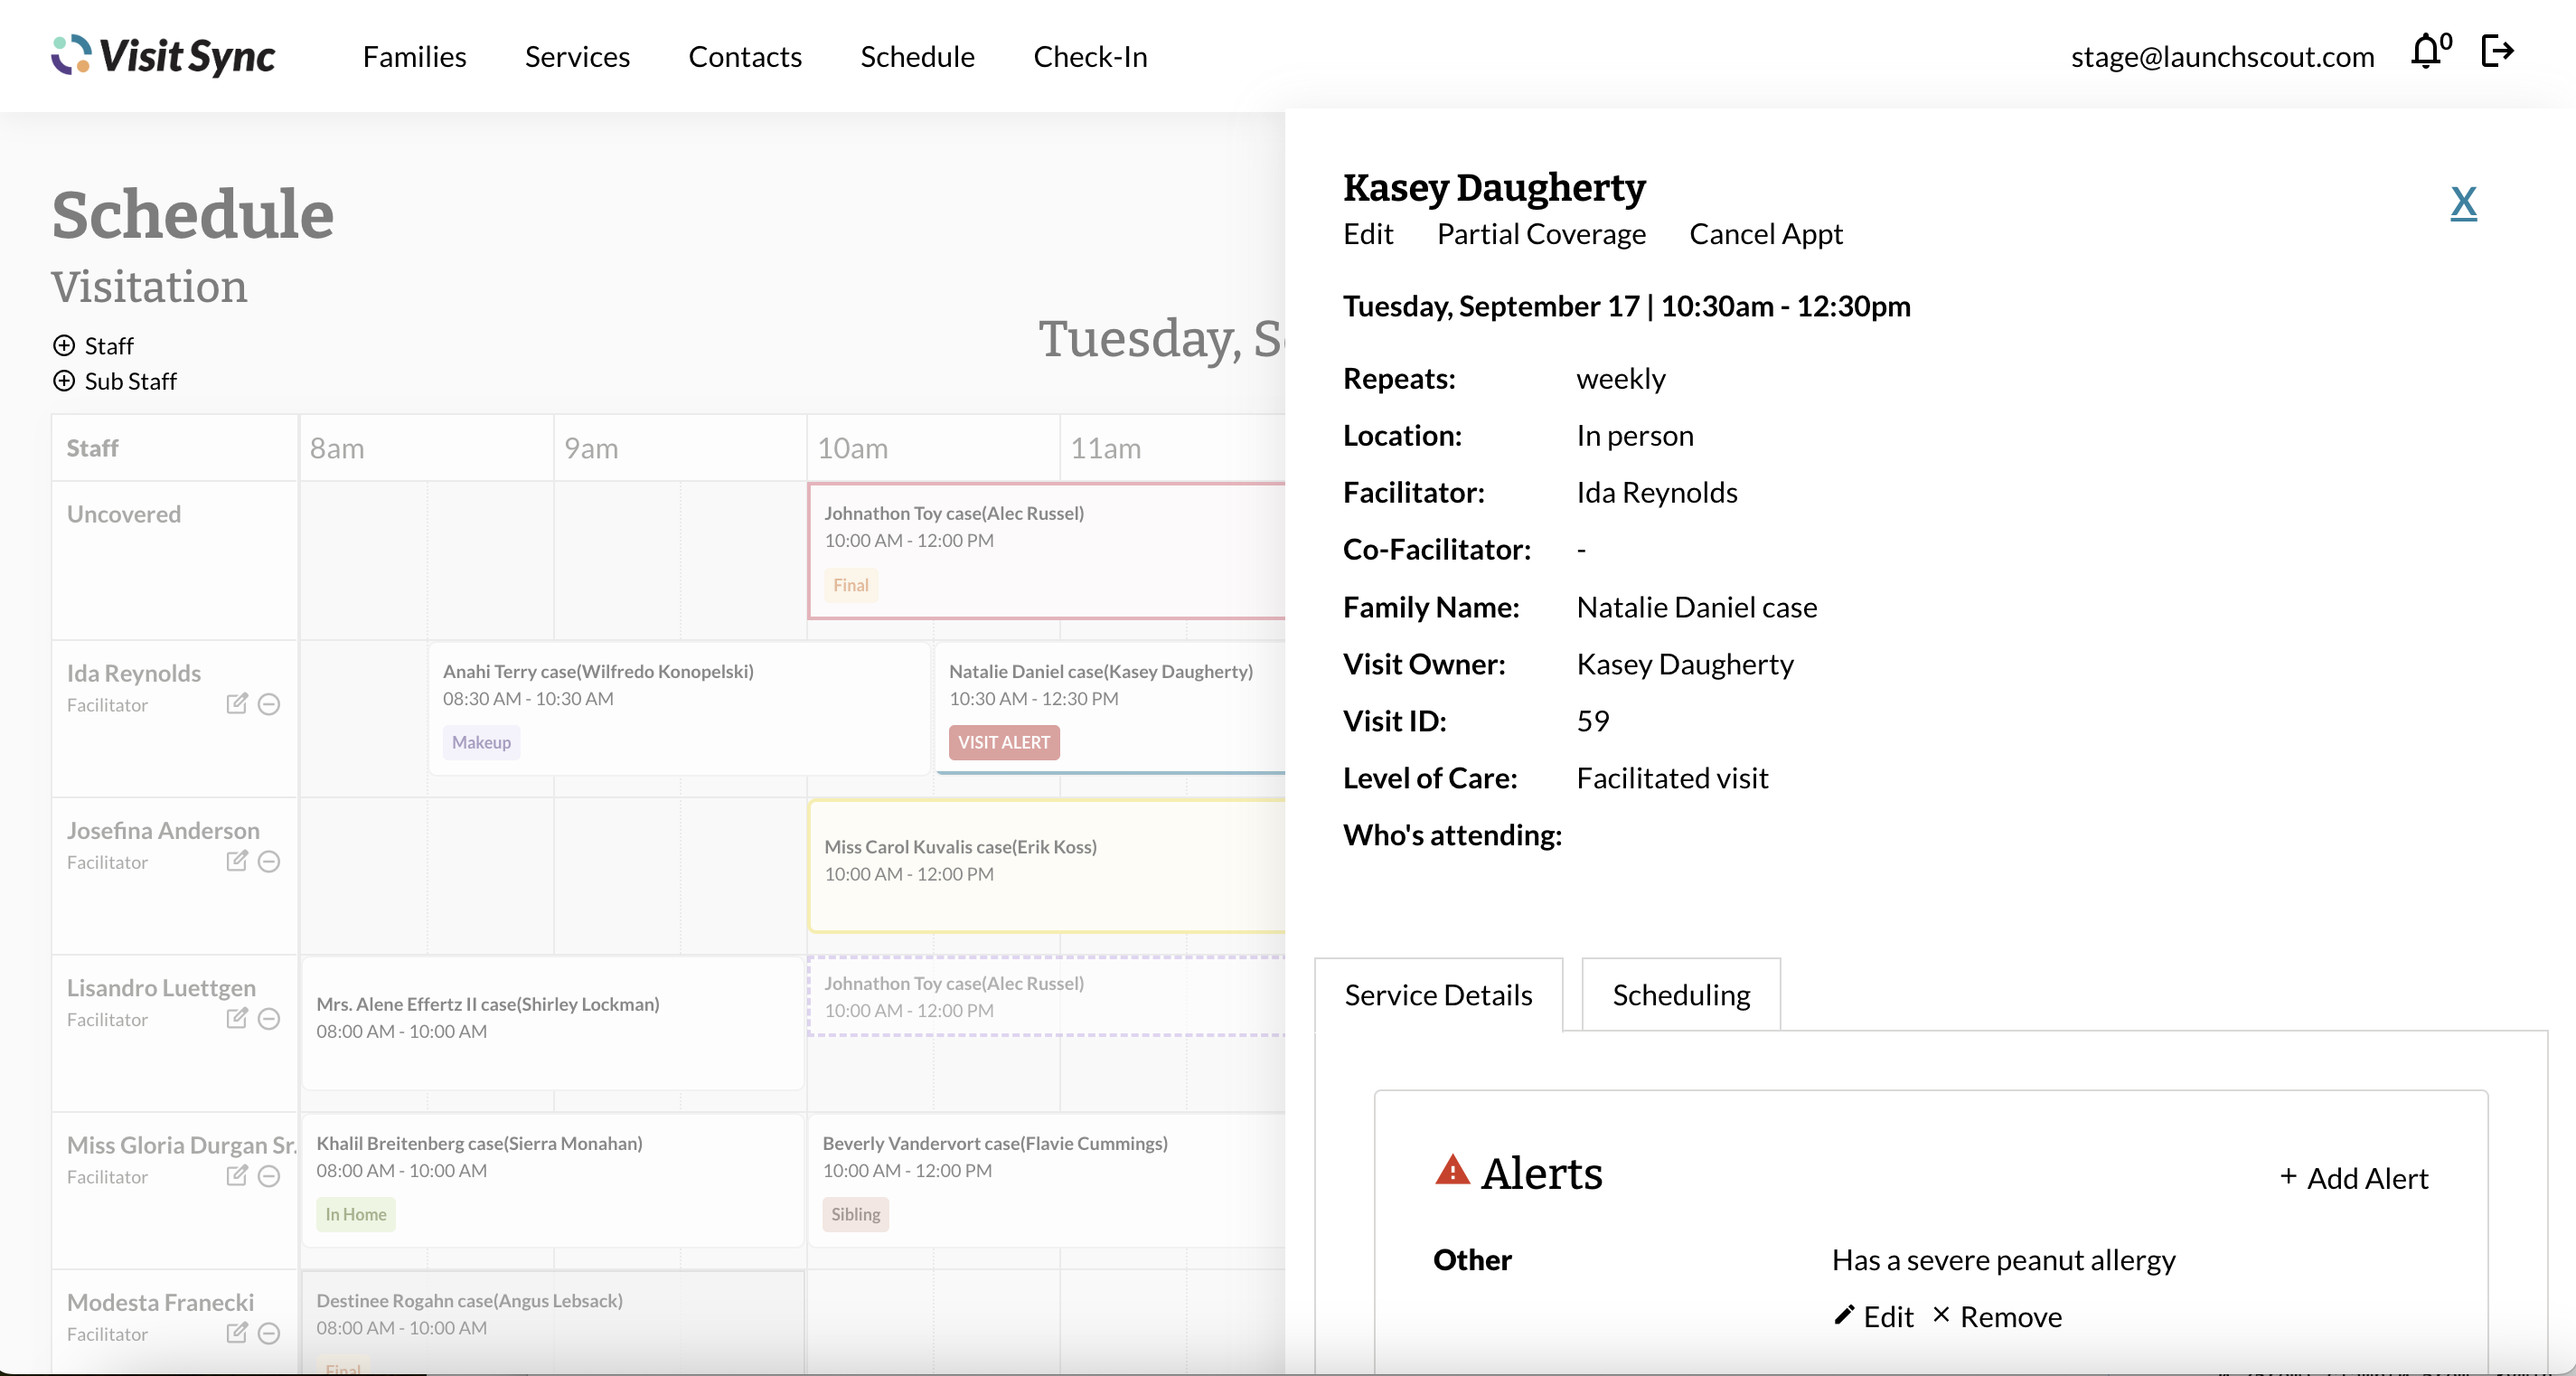 Visit Sync
Families
Services
Contacts
Schedule
Check-In
stage@launchscout.com
0
Schedule
Visitation
Staff
Sub Staff
Tuesday, S
Staff
8am
9am
10am
11am
Uncovered
Johnathon Toy case(Alec Russel)
10:00 AM - 12:00 PM
Final
Ida Reynolds
Facilitator
Anahi Terry case(Wilfredo Konopelski)
08:30 AM - 10:30 AM
Makeup
Natalie Daniel case(Kasey Daugherty)
10:30 AM - 12:30 PM
VISIT ALERT
Josefina Anderson
Facilitator
Miss Carol Kuvalis case(Erik Koss)
10:00 AM - 12:00 PM
Lisandro Luettgen
Facilitator
Mrs. Alene Effertz II case(Shirley Lockman)
08:00 AM - 10:00 AM
Johnathon Toy case(Alec Russel)
10:00 AM - 12:00 PM
Miss Gloria Durgan Sr.
Facilitator
Khalil Breitenberg case(Sierra Monahan)
08:00 AM - 10:00 AM
In Home
Beverly Vandervort case(Flavie Cummings)
10:00 AM - 12:00 PM
Sibling
Modesta Franecki
Facilitator
Destinee Rogahn case(Angus Lebsack)
08:00 AM - 10:00 AM
Final
Kasey Daugherty
X
Edit Partial Coverage Cancel Appt
Tuesday, September 17 | 10:30am - 12:30pm
Repeats: weekly
Location: In person
Facilitator: Ida Reynolds
Co-Facilitator: -
Family Name: Natalie Daniel case
Visit Owner: Kasey Daugherty
Visit ID: 59
Level of Care: Facilitated visit
Who's attending:
Service Details
Scheduling
Alerts
+ Add Alert
Other Has a severe peanut allergy
Edit × Remove